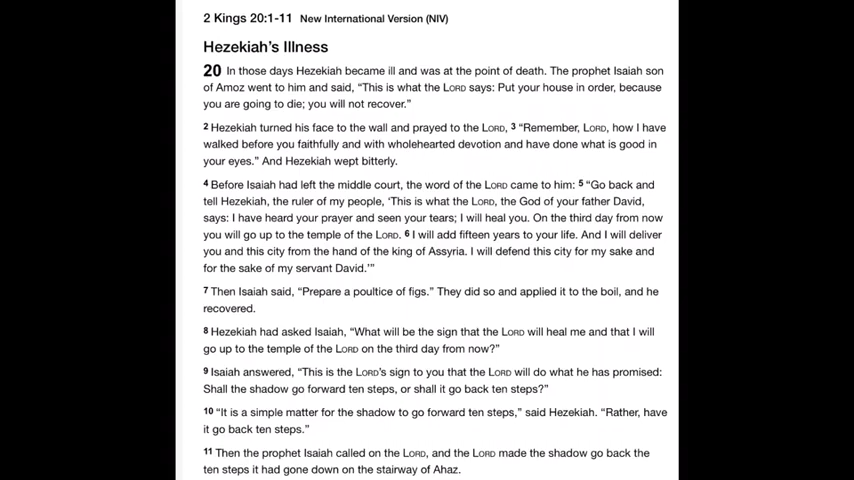 2 Kings 20:1-11 New International Version (NIV)
Hezekiah's Illness
20 In those days Hezekiah became ill and was at the point of death. The prophet Isaiah son
of Amoz went to him and said, “This is what the LORD says: Put your house in order, because
you are going to die; you will not recover.”
2 Hezekiah turned his face to the wall and prayed to the LORD, 3 “Remember, LORD, how I have
walked before you faithfully and with wholehearted devotion and have done what is good in
your eyes.” And Hezekiah wept bitterly.
4 Before Isaiah had left the middle court, the word of the LORD came to him: 5 “Go back and
tell Hezekiah, the ruler of my people, ‘This is what the LORD, the God of your father David,
says: I have heard your prayer and seen your tears; I will heal you. On the third day from now
you will go up to the temple of the LORD. 6 I will add fifteen years to your life. And I will deliver
you and this city from the hand of the king of Assyria. I will defend this city for my sake and
for the sake of my servant David.’”
7 Then Isaiah said, “Prepare a poultice of figs.” They did so and applied it to the boil, and he
recovered.
8 Hezekiah had asked Isaiah, “What will be the sign that the LORD will heal me and that I will
go up to the temple of the LORD on the third day from now?”
9 Isaiah answered, “This is the LORD’s sign to you that the LORD will do what he has promised:
Shall the shadow go forward ten steps, or shall it go back ten steps?”
10 “It is a simple matter for the shadow to go forward ten steps,” said Hezekiah. “Rather, have
it go back ten steps.”
11 Then the prophet Isaiah called on the LORD, and the LORD made the shadow go back the
ten steps it had gone down on the stairway of Ahaz.